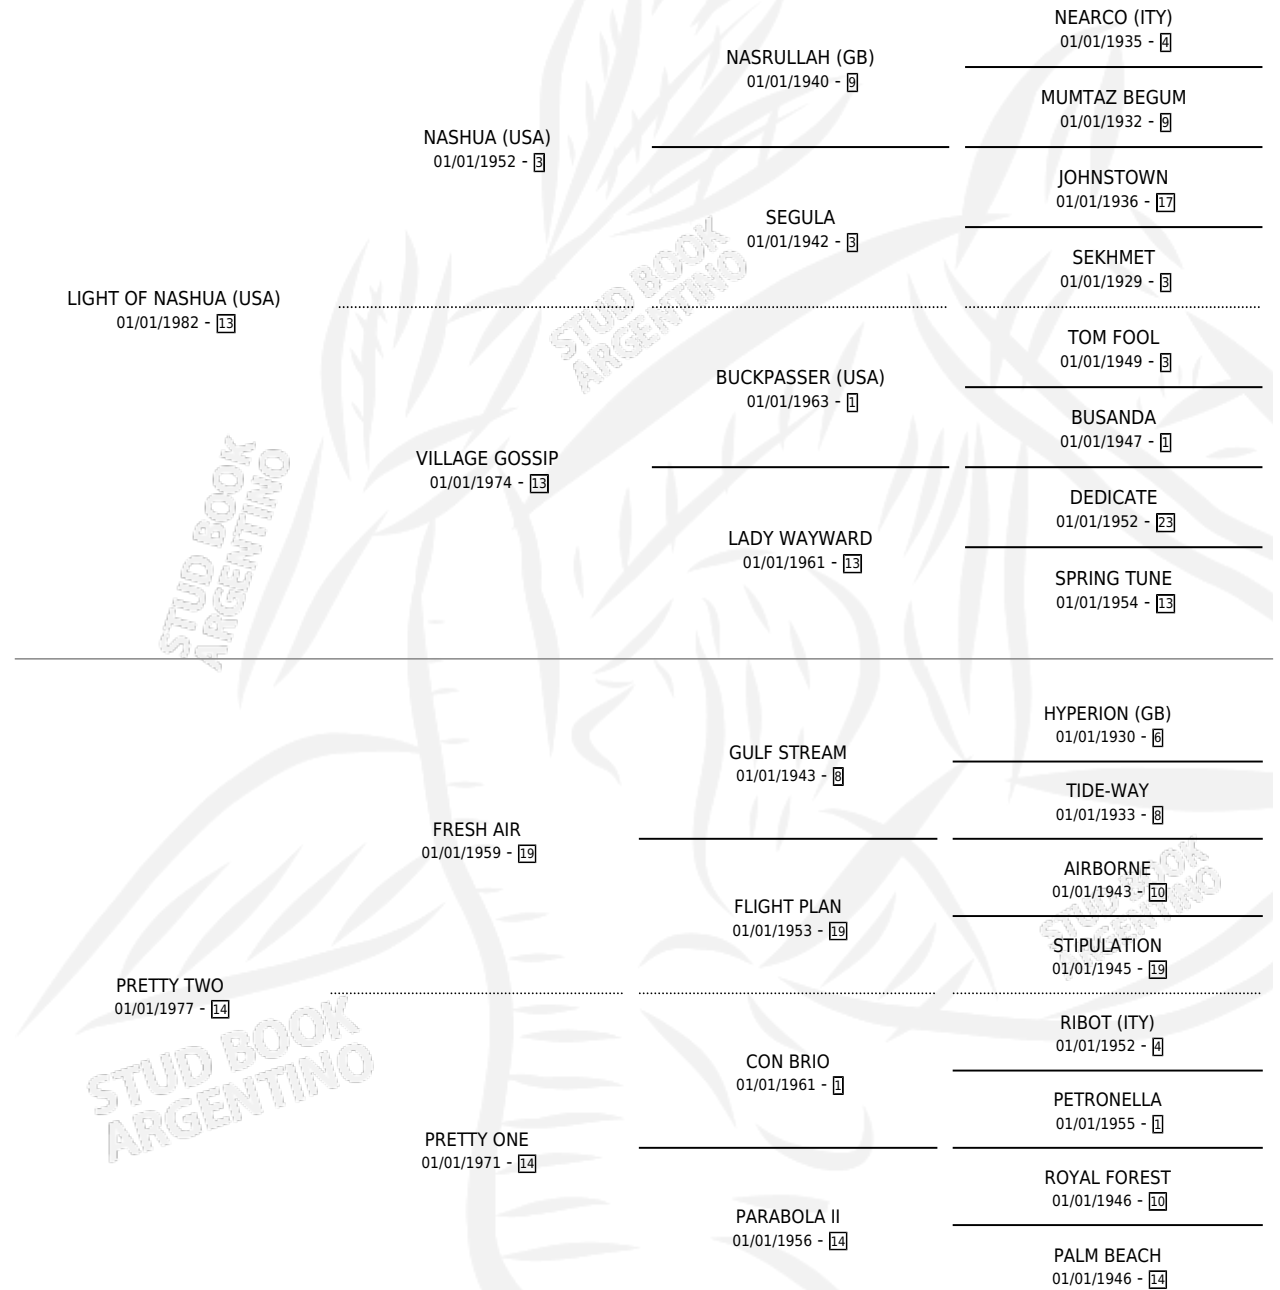 NEARCO (ITY)
01/01/1935 - 4
NASRULLAH (GB)
01/01/1940 - 9
MUMTAZ BEGUM
01/01/1932 - 9
NASHUA (USA)
01/01/1952 - 3
JOHNSTOWN
01/01/1936 - 17
SEGULA
01/01/1942 - 3
SEKHMET
01/01/1929 - 3
LIGHT OF NASHUA (USA)
01/01/1982 - 13
TOM FOOL
01/01/1949 - 3
BUCKPASSER (USA)
01/01/1963 - 1
BUSANDA
01/01/1947 - 1
VILLAGE GOSSIP
01/01/1974 - 13
DEDICATE
01/01/1952 - 23
LADY WAYWARD
01/01/1961 - 13
SPRING TUNE
01/01/1954 - 13
HYPERION (GB)
01/01/1930 - 6
GULF STREAM
01/01/1943 - 8
TIDE-WAY
01/01/1933 - 8
FRESH AIR
01/01/1959 - 19
AIRBORNE
01/01/1943 - 10
FLIGHT PLAN
01/01/1953 - 19
STIPULATION
01/01/1945 - 19
PRETTY TWO
01/01/1977 - 14
RIBOT (ITY)
01/01/1952 - 4
CON BRIO
01/01/1961 - 1
PETRONELLA
01/01/1955 - 1
PRETTY ONE
01/01/1971 - 14
ROYAL FOREST
01/01/1946 - 10
PARABOLA II
01/01/1956 - 14
PALM BEACH
01/01/1946 - 14
STUD BOOK
ARGENTINO
STUD BOOK
ARGENTINO
STUD BOOK
ARGENTINO
STUD BOOK
ARGENTINO